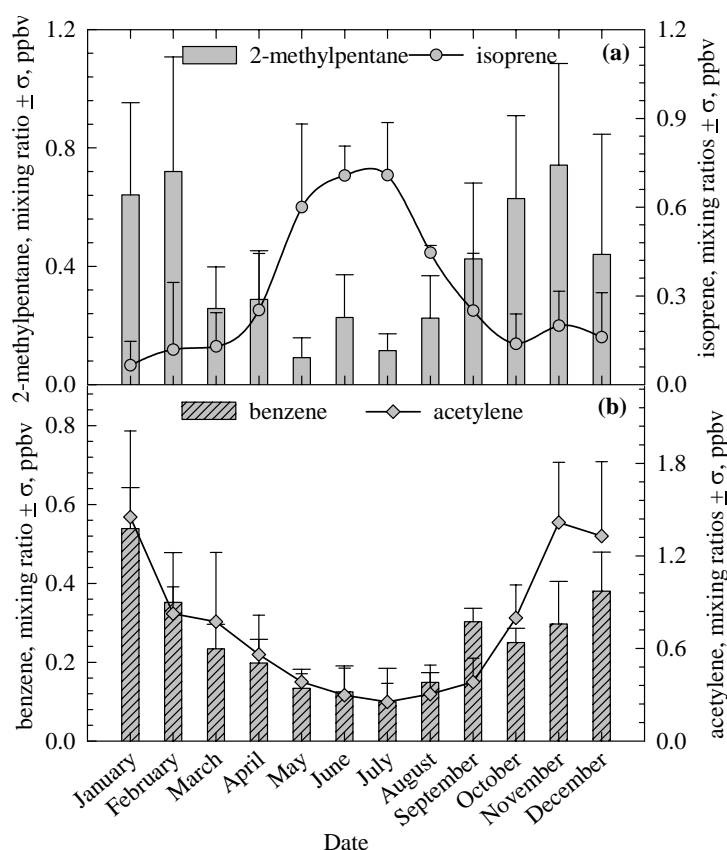 (a)
2-methylpentane isoprene
2-methylpentane, mixing ratio ± σ, ppbv
1.2
0.8
0.4
0.0
isoprene, mixing ratios ± σ, ppbv
1.2
0.9
0.6
0.3
0.0
(b)
benzene acetylene
benzene, mixing ratio ± σ, ppbv
0.8
0.6
0.4
0.2
0.0
acetylene, mixing ratios ± σ, ppbv
1.8
1.2
0.6
0.0
January
February
March
April
May
June
July
August
September
October
November
December
Date